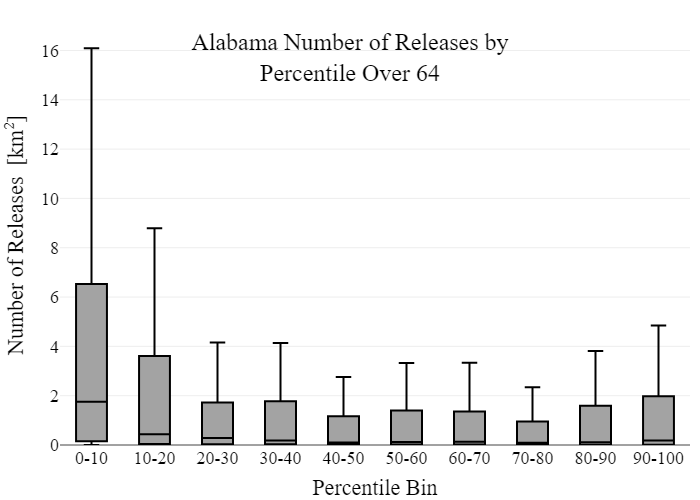 Alabama Number of Releases by
Percentile Over 64
Number of Releases [km²]
16
14
12
10
8
6
4
2
0
0-10 10-20 20-30 30-40 40-50 50-60 60-70 70-80 80-90 90-100
Percentile Bin